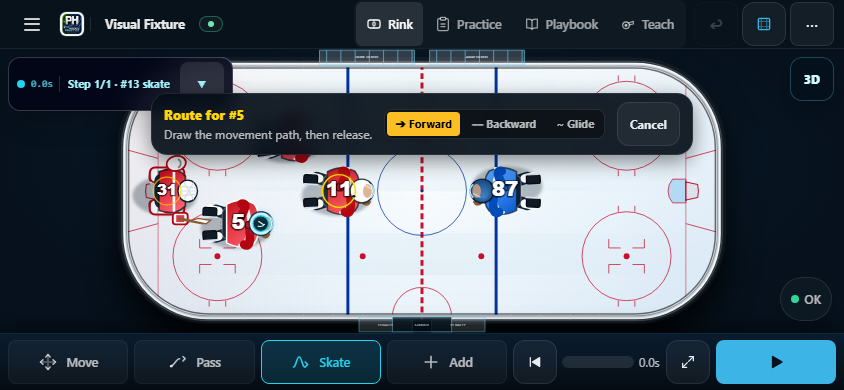 PH
Visual Fixture
Rink
Practice
Playbook
Teach
...
0.0s
Step 1/1 · #13 skate
3D
Route for #5
Draw the movement path, then release.
Forward
Backward
~ Glide
Cancel
31
5
11
87
OK
Move
Pass
Skate
Add
0.0s